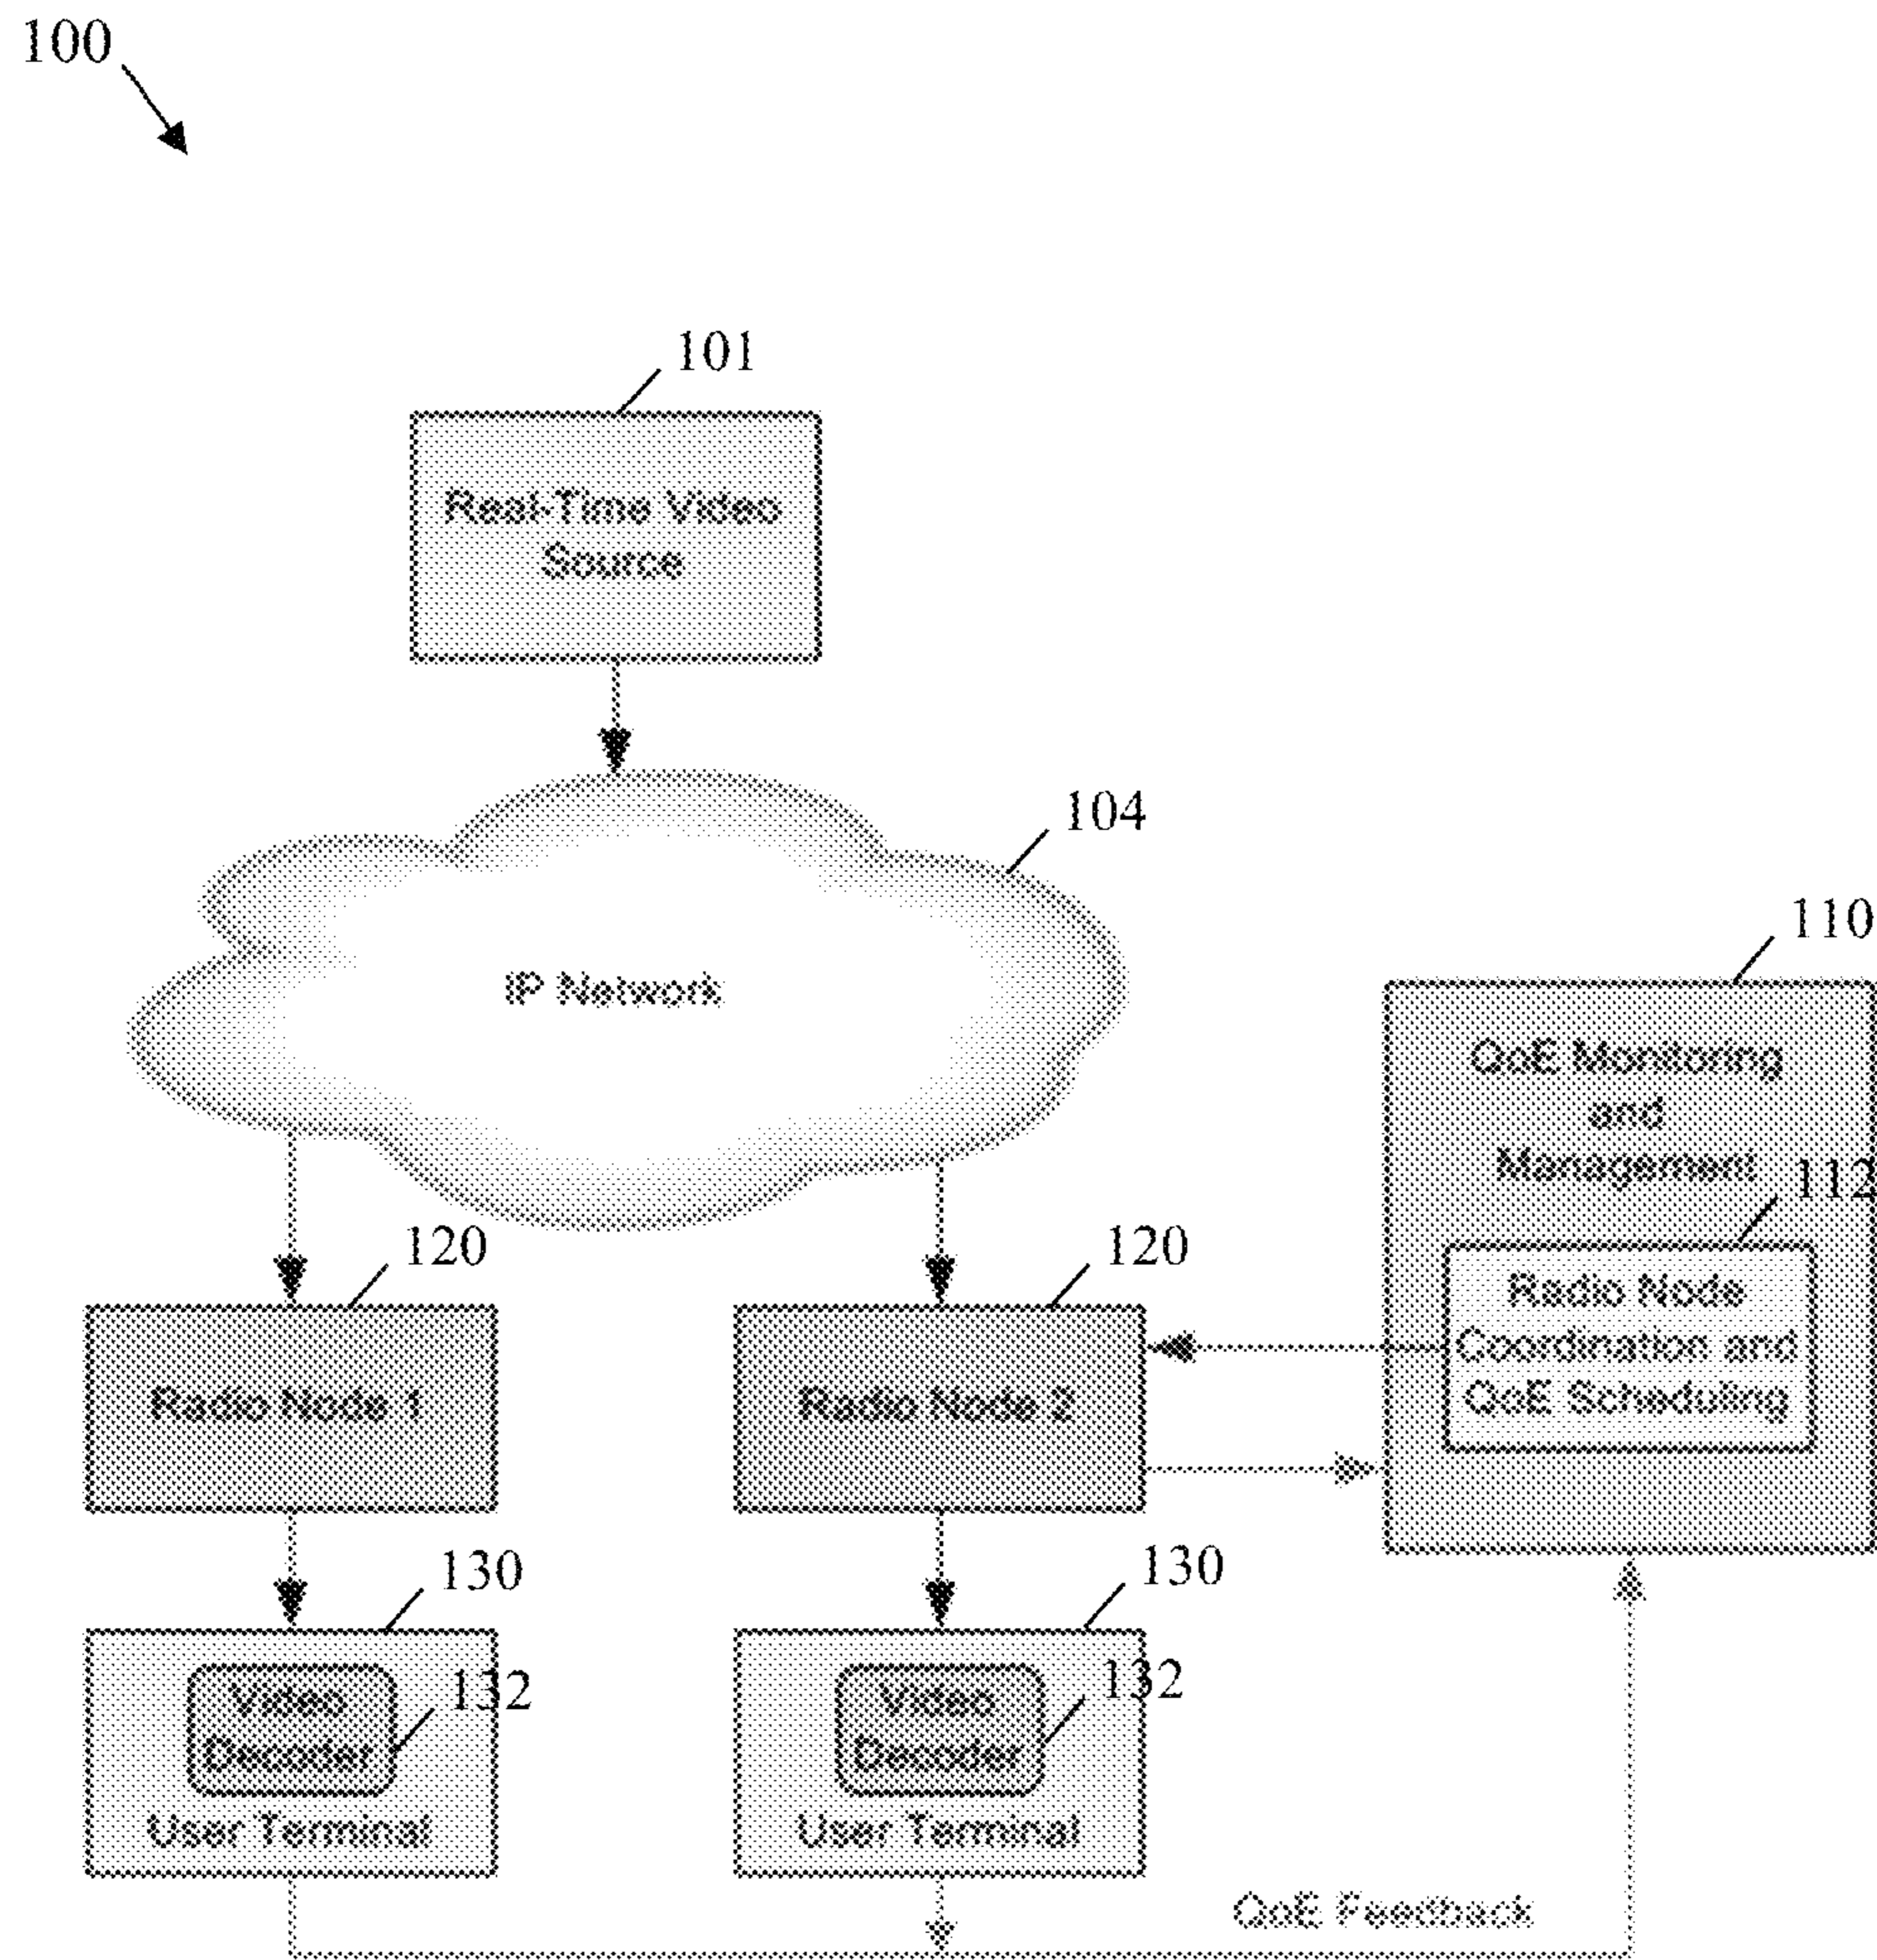 100
101
Real-Time Video
Source
104
IP Network
110
QoE Monitoring
and
Management
112
Radio Node
Coordination and
QoE Scheduling
120
Radio Node 1
120
Radio Node 2
130
132
Video
Decoder
User Terminal
130
132
Video
Decoder
User Terminal
QoE Feedback